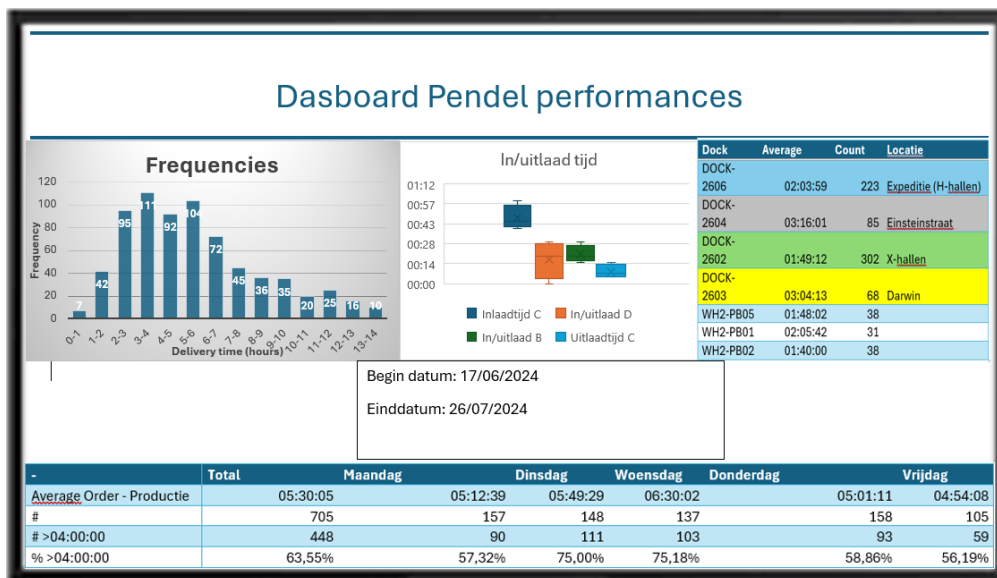 Dasboard Pendel performances
Frequencies
Frequency
120
100
80
60
40
20
0
7
42
95
111
92
104
72
45
36
35
20
25
16
10
0-1
1-2
2-3
3-4
4-5
5-6
6-7
7-8
8-9
9-10
10-11
11-12
12-13
13-14
Delivery time (hours)
In/uitlaad tijd
01:12
00:57
00:43
00:28
00:14
00:00
Inlaadtijd C In/uitlaad D
In/uitlaad B Uitlaadtijd C
Dock Average Count Locatie
DOCK-
2606 02:03:59 223 Expeditie (H-hallen)
DOCK-
2604 03:16:01 85 Einsteinstraat
DOCK-
2602 01:49:12 302 X-hallen
DOCK-
2603 03:04:13 68 Darwin
WH2-PB05 01:48:02 38
WH2-PB01 02:05:42 31
WH2-PB02 01:40:00 38
Begin datum: 17/06/2024
Einddatum: 26/07/2024
- Total Maandag Dinsdag Woensdag Donderdag Vrijdag
Average Order - Productie 05:30:05 05:12:39 05:49:29 06:30:02 05:01:11 04:54:08
# 705 157 148 137 158 105
# >04:00:00 448 90 111 103 93 59
% >04:00:00 63,55% 57,32% 75,00% 75,18% 58,86% 56,19%